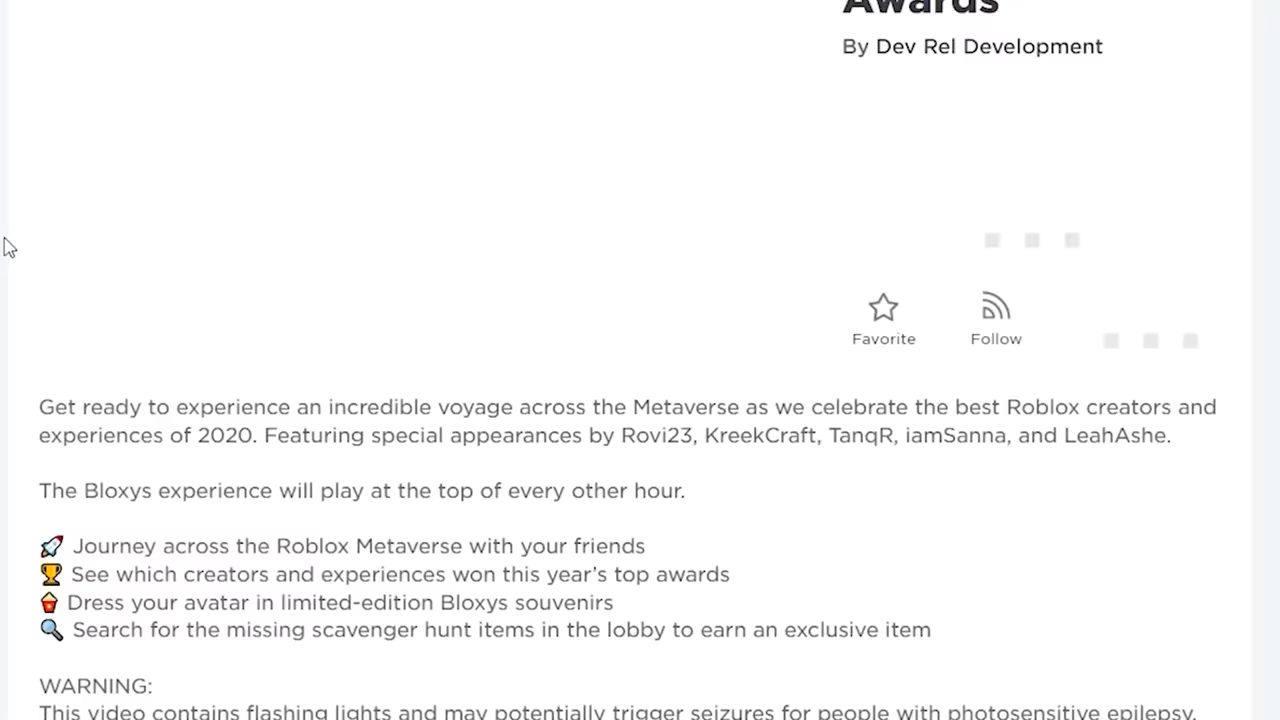 Awards
By Dev Rel Development
Favorite
Follow
Get ready to experience an incredible voyage across the Metaverse as we celebrate the best Roblox creators and
experiences of 2020. Featuring special appearances by Rovi23, KreekCraft, TanqR, iamSanna, and LeahAshe.
The Bloxys experience will play at the top of every other hour.
🚀 Journey across the Roblox Metaverse with your friends
🏆 See which creators and experiences won this year’s top awards
🍿 Dress your avatar in limited-edition Bloxys souvenirs
🔍 Search for the missing scavenger hunt items in the lobby to earn an exclusive item
WARNING:
This video contains flashing lights and may potentially trigger seizures for people with photosensitive epilepsy.